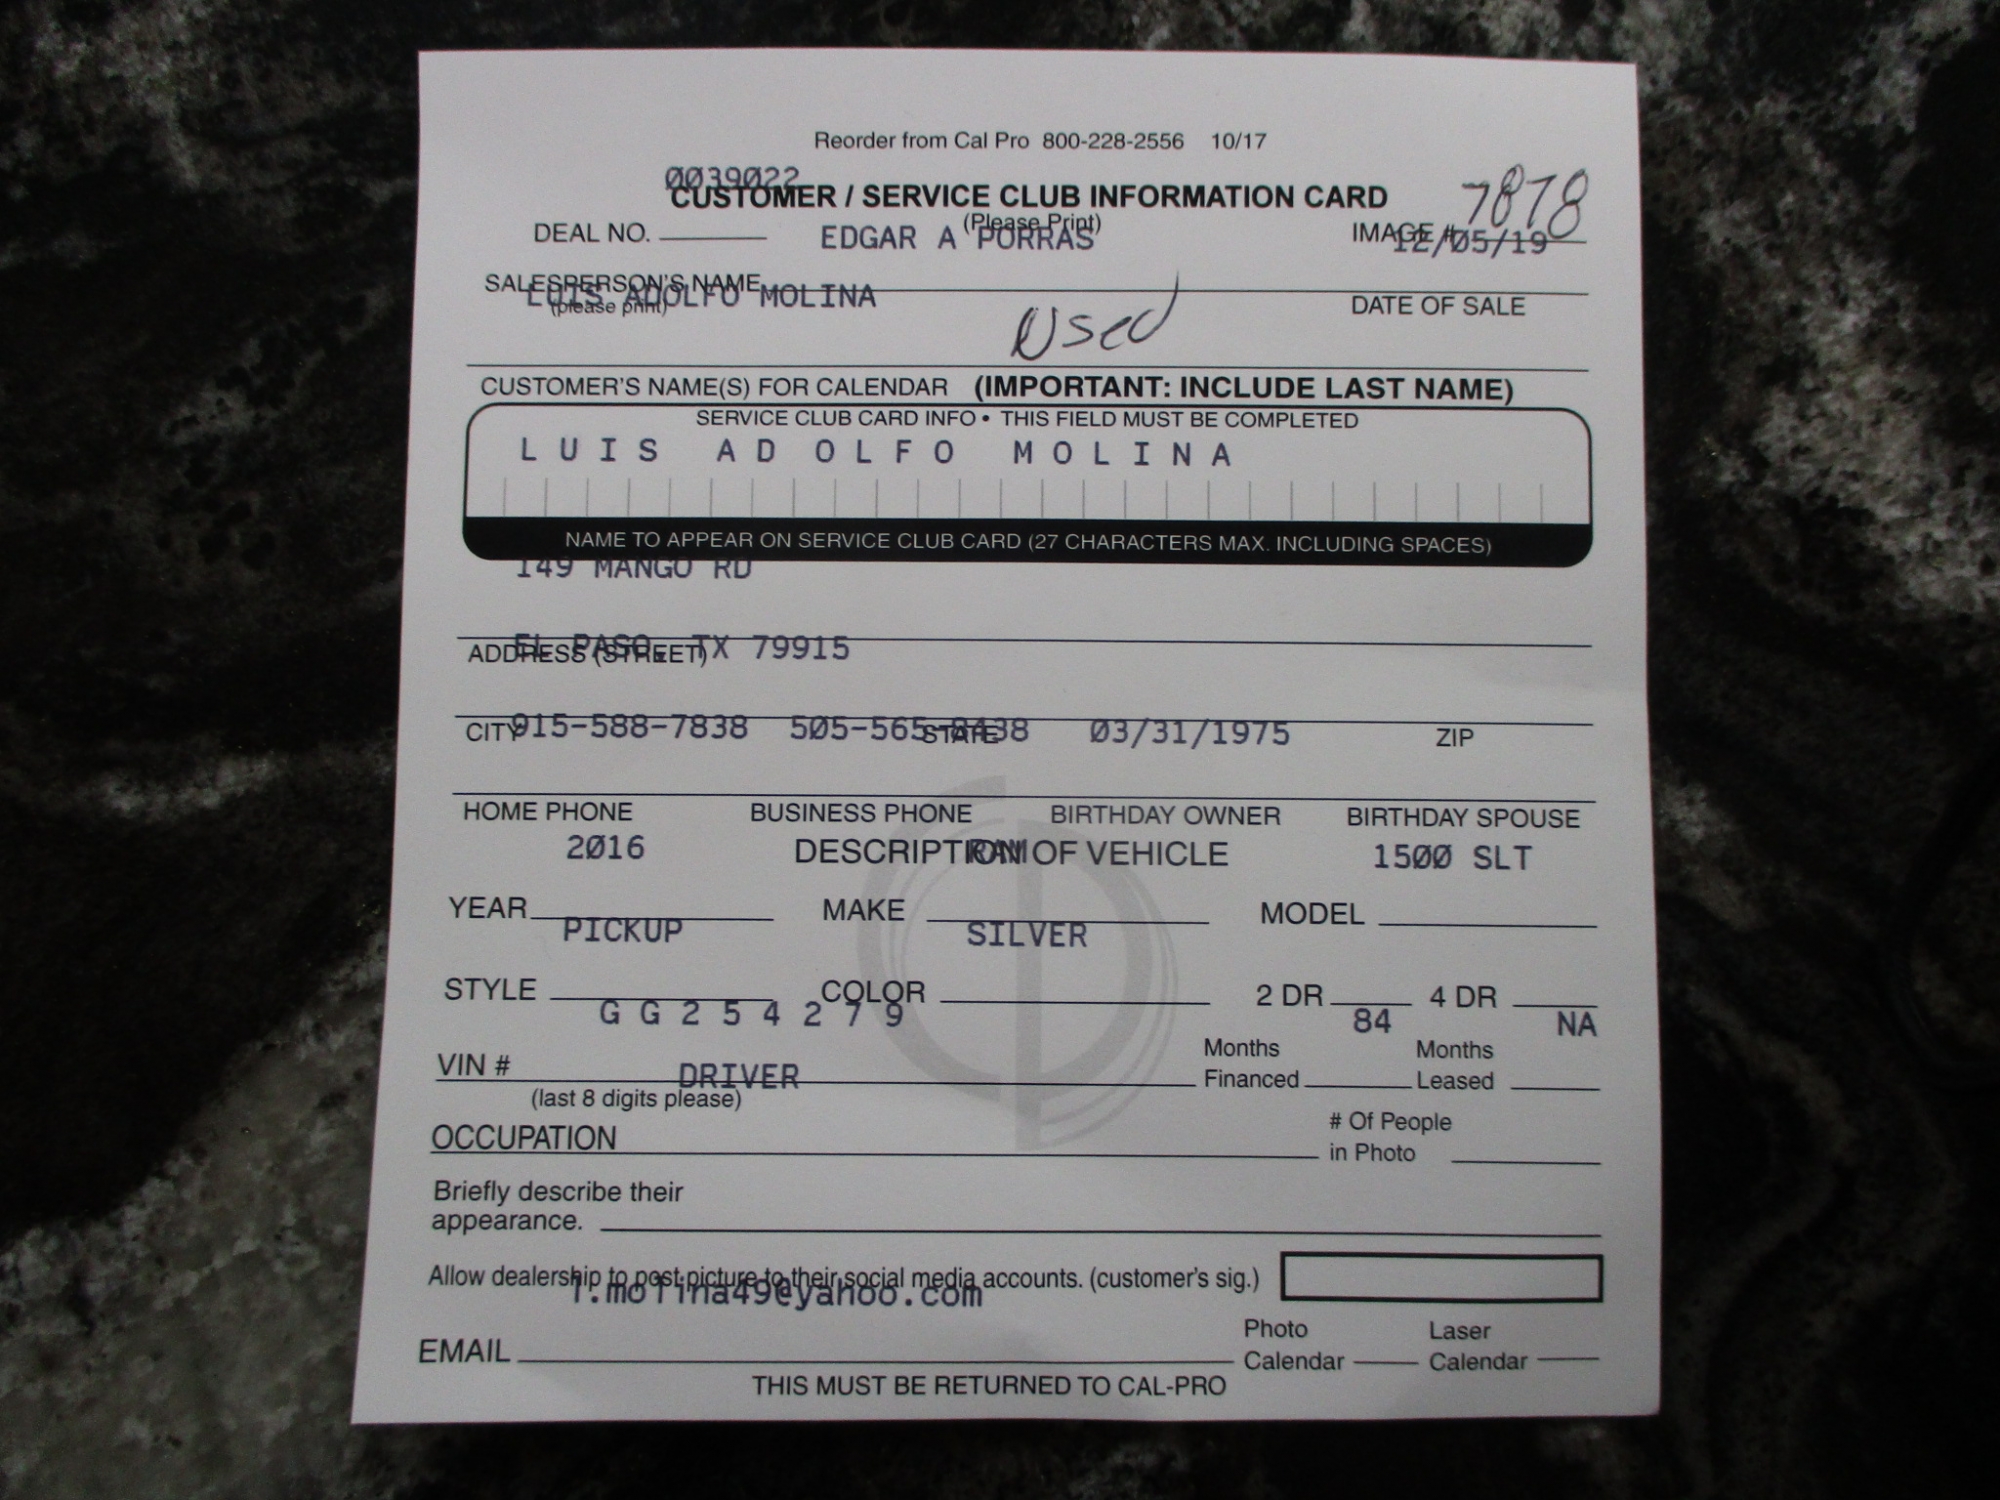 Reorder from Cal Pro 800-228-2556 10/17
0039022
CUSTOMER / SERVICE CLUB INFORMATION CARD
(Please Print)
7878
DEAL NO. EDGAR A PORRAS IMAGE #
12/05/19
SALESPERSON'S NAME
LUIS ADOLFO MOLINA
(please print)
DATE OF SALE
Used
CUSTOMER'S NAME(S) FOR CALENDAR (IMPORTANT: INCLUDE LAST NAME)
SERVICE CLUB CARD INFO • THIS FIELD MUST BE COMPLETED
LUIS ADOLFO MOLINA
NAME TO APPEAR ON SERVICE CLUB CARD (27 CHARACTERS MAX. INCLUDING SPACES)
149 MANGO RD
EL PASO, TX 79915
ADDRESS (STREET)
915-588-7838 505-565-8438 03/31/1975
CITY STATE ZIP
HOME PHONE BUSINESS PHONE BIRTHDAY OWNER BIRTHDAY SPOUSE
2016 RAM 1500 SLT
DESCRIPTION OF VEHICLE
YEAR MAKE MODEL
PICKUP SILVER
STYLE COLOR 2 DR 4 DR
GG254279 84 NA
VIN # Months Financed Months Leased
DRIVER
(last 8 digits please)
OCCUPATION # Of People in Photo
Briefly describe their
appearance.
Allow dealership to post picture to their social media accounts. (customer's sig.)
l.molina49@yahoo.com
EMAIL Photo Calendar Laser Calendar
THIS MUST BE RETURNED TO CAL-PRO